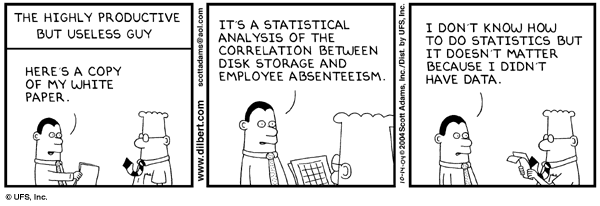 THE HIGHLY PRODUCTIVE
BUT USELESS GUY
HERE'S A COPY
OF MY WHITE
PAPER.
scottadams@aol.com
www.dilbert.com
IT'S A STATISTICAL
ANALYSIS OF THE
CORRELATION BETWEEN
DISK STORAGE AND
EMPLOYEE ABSENTEEISM.
10-14-04 © 2004 Scott Adams, Inc./Dist. by UFS, Inc.
I DON'T KNOW HOW
TO DO STATISTICS BUT
IT DOESN'T MATTER
BECAUSE I DIDN'T
HAVE DATA.
© UFS, Inc.